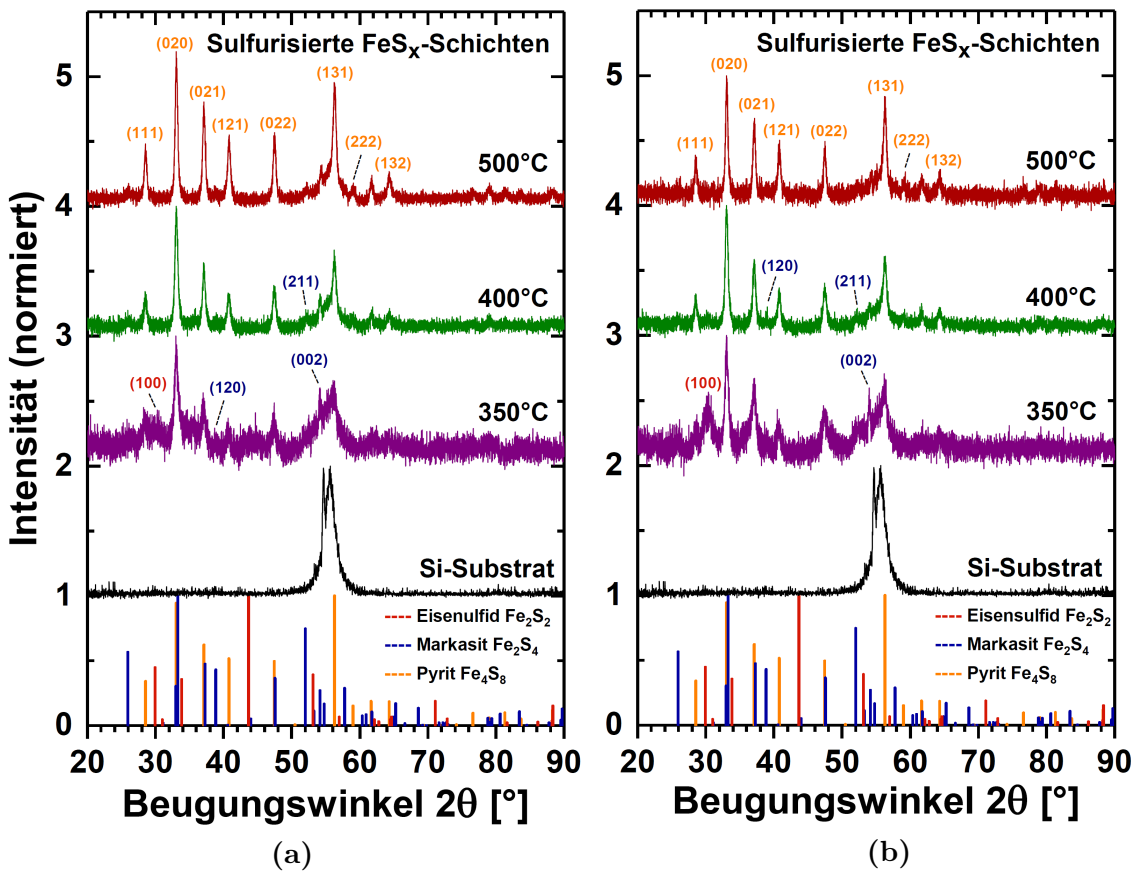 Sulfurisierte FeSₓ-Schichten
Intensität (normiert)
5
4
3
2
1
0
(020)
(131)
(021)
(111)
(121)
(022)
(222)
(132)
500°C
(211)
400°C
(002)
(100)
(120)
350°C
Si-Substrat
Eisenulfid Fe₂S₂
Markasit Fe₂S₄
Pyrit Fe₄S₈
20 30 40 50 60 70 80 90
Beugungswinkel 2θ [°]
(a)
Sulfurisierte FeSₓ-Schichten
5
4
3
2
1
0
(020)
(131)
(021)
(111)
(121)
(022)
(222)
(132)
500°C
(120)
(211)
400°C
(002)
(100)
350°C
Si-Substrat
Eisensulfid Fe₂S₂
Markasit Fe₂S₄
Pyrit Fe₄S₈
20 30 40 50 60 70 80 90
Beugungswinkel 2θ [°]
(b)